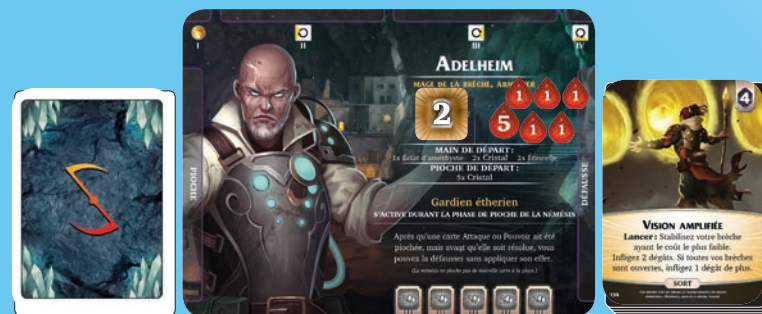 I
II
III
IV
ADELHEIM
MAGE DE LA BRÈCHE, ARMURIER
2
1 1 1
5 1 1
MAIN DE DÉPART :
1x Éclat d'améthyste 2x Cristal 2x Étincelle
PIOCHE DE DÉPART :
5x Cristal
PIOCHE
DÉFAUSSE
Gardien étherien
S'ACTIVE DURANT LA PHASE DE PIOCHE DE LA NÉMÉSIS
Après qu'une carte Attaque ou Pouvoir ait été
piochée, mais avant qu'elle soit résolue, vous
pouvez la défausser sans appliquer son effet.
(La némésis ne pioche pas de nouvelle carte à la place.)
4
VISION AMPLIFIÉE
Lancer : Stabilisez votre brèche
ayant le coût le plus faible.
Infligez 2 dégâts. Si toutes vos brèches
sont ouvertes, infligez 1 dégât de plus.
SORT